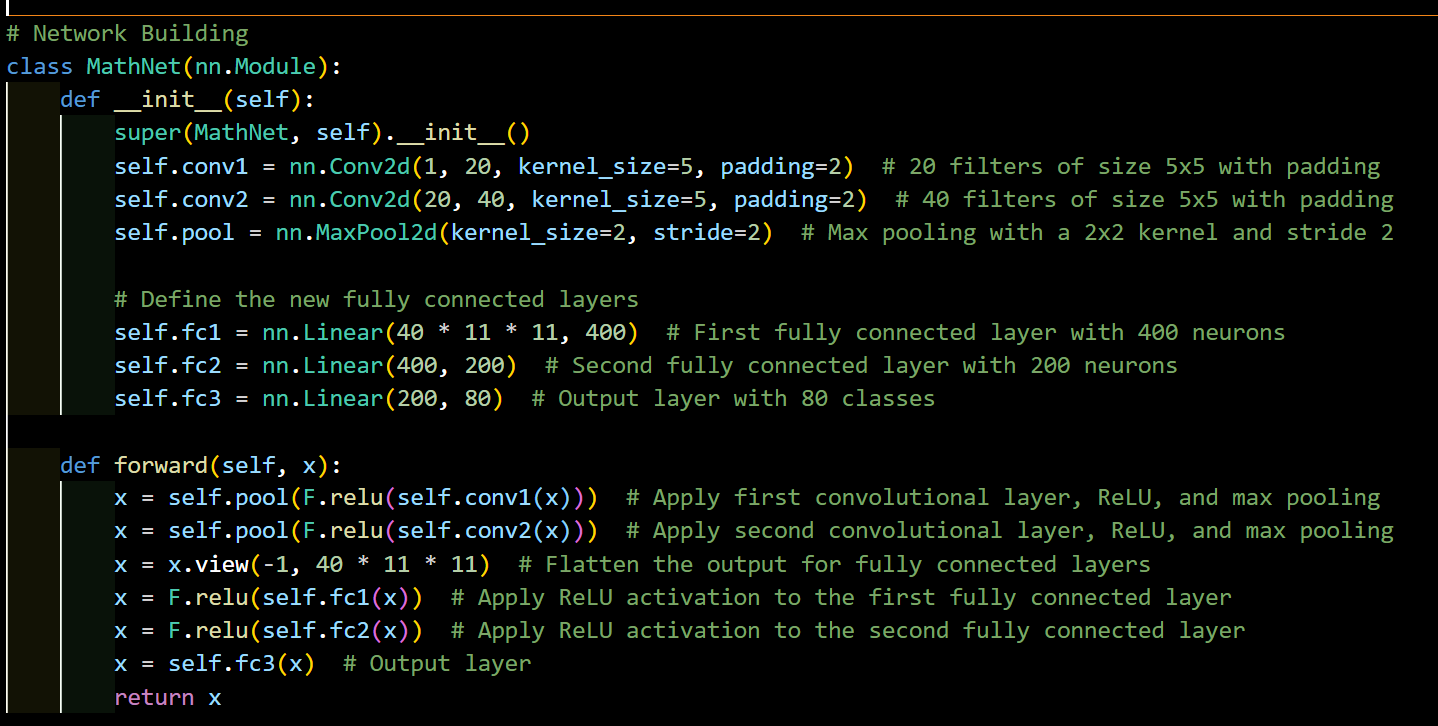 # Network Building
class MathNet(nn.Module):
    def __init__(self):
        super(MathNet, self).__init__()
        self.conv1 = nn.Conv2d(1, 20, kernel_size=5, padding=2)  # 20 filters of size 5x5 with padding
        self.conv2 = nn.Conv2d(20, 40, kernel_size=5, padding=2)  # 40 filters of size 5x5 with padding
        self.pool = nn.MaxPool2d(kernel_size=2, stride=2)  # Max pooling with a 2x2 kernel and stride 2

        # Define the new fully connected layers
        self.fc1 = nn.Linear(40 * 11 * 11, 400)  # First fully connected layer with 400 neurons
        self.fc2 = nn.Linear(400, 200)  # Second fully connected layer with 200 neurons
        self.fc3 = nn.Linear(200, 80)  # Output layer with 80 classes

    def forward(self, x):
        x = self.pool(F.relu(self.conv1(x)))  # Apply first convolutional layer, ReLU, and max pooling
        x = self.pool(F.relu(self.conv2(x)))  # Apply second convolutional layer, ReLU, and max pooling
        x = x.view(-1, 40 * 11 * 11)  # Flatten the output for fully connected layers
        x = F.relu(self.fc1(x))  # Apply ReLU activation to the first fully connected layer
        x = F.relu(self.fc2(x))  # Apply ReLU activation to the second fully connected layer
        x = self.fc3(x)  # Output layer
        return x